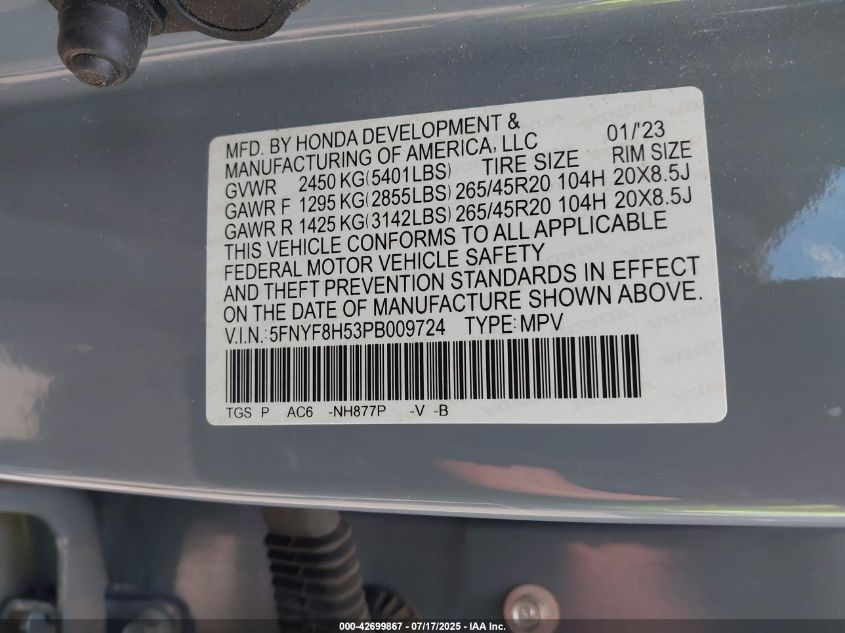 MFD. BY HONDA DEVELOPMENT & 01/'23
MANUFACTURING OF AMERICA, LLC
GVWR 2450 KG(5401LBS) TIRE SIZE RIM SIZE
GAWR F 1295 KG(2855LBS) 265/45R20 104H 20X8.5J
GAWR R 1425 KG(3142LBS) 265/45R20 104H 20X8.5J
THIS VEHICLE CONFORMS TO ALL APPLICABLE
FEDERAL MOTOR VEHICLE SAFETY
AND THEFT PREVENTION STANDARDS IN EFFECT
ON THE DATE OF MANUFACTURE SHOWN ABOVE.
V.I.N.:5FNYF8H53PB009724 TYPE: MPV
TGS P AC6 -NH877P -V -B
000-42699867 - 07/17/2025 - IAA Inc.